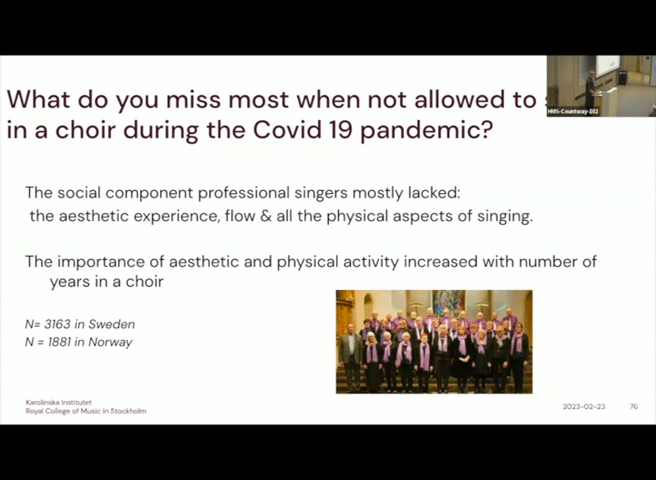 What do you miss most when not allowed to
in a choir during the Covid 19 pandemic?
HMS-Countway-102
The social component professional singers mostly lacked:
the aesthetic experience, flow & all the physical aspects of singing.
The importance of aesthetic and physical activity increased with number of
years in a choir
N= 3163 in Sweden
N = 1881 in Norway
Karolinska Institutet
Royal College of Music in Stockholm
2023-02-23
76